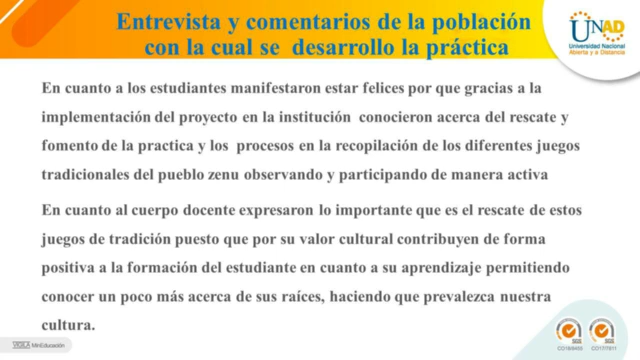 Entrevista y comentarios de la población
con la cual se desarrollo la práctica
UNAD
Universidad Nacional
Abierta y a Distancia
En cuanto a los estudiantes manifestaron estar felices por que gracias a la
implementación del proyecto en la institución conocieron acerca del rescate y
fomento de la practica y los procesos en la recopilación de los diferentes juegos
tradicionales del pueblo zenu observando y participando de manera activa
En cuanto al cuerpo docente expresaron lo importante que es el rescate de estos
juegos de tradición puesto que por su valor cultural contribuyen de forma
positiva a la formación del estudiante en cuanto a su aprendizaje permitiendo
conocer un poco más acerca de sus raíces, haciendo que prevalezca nuestra
cultura.
VIGILADA MinEducación
SGS SGS